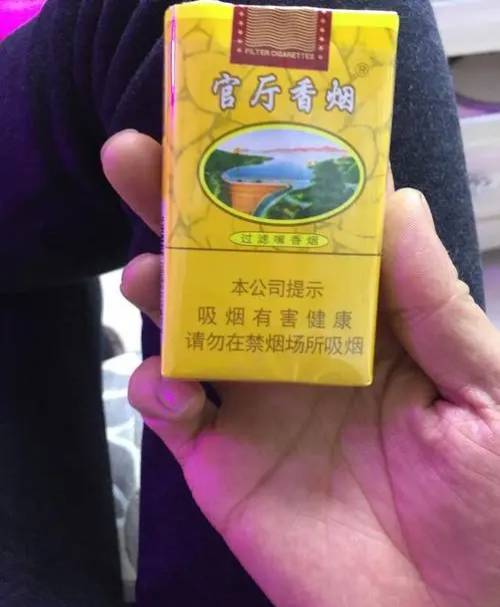 FILTER CIGARETTES
官厅香烟®
过滤嘴香烟
本公司提示
吸烟有害健康
请勿在禁烟场所吸烟